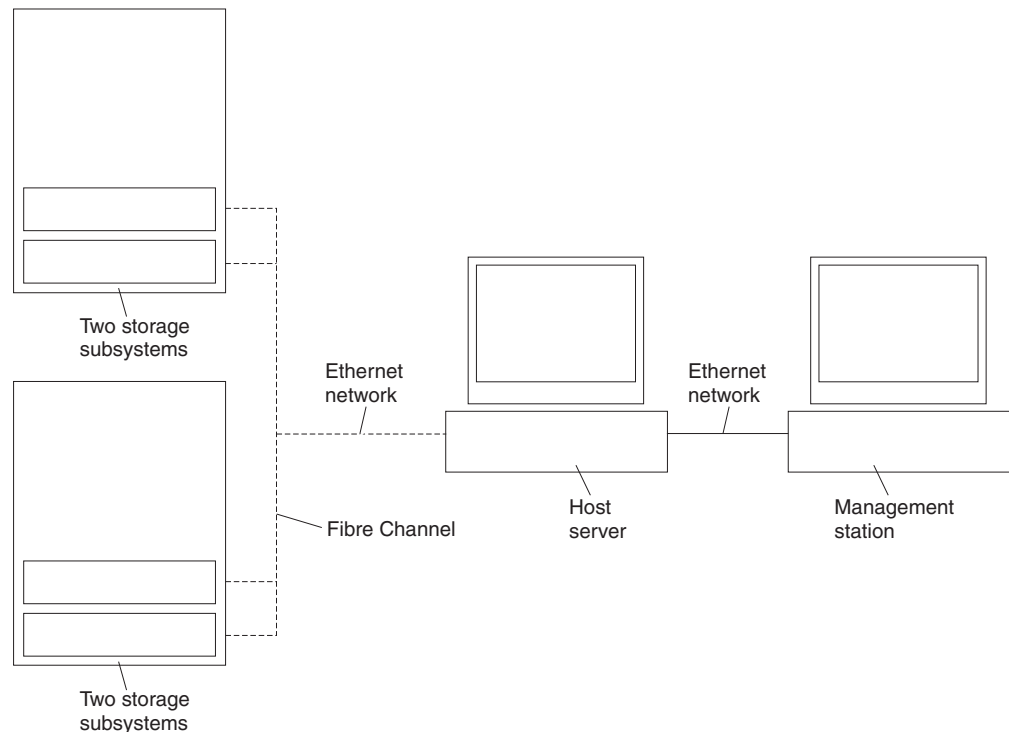 Two storage
subsystems
Ethernet
network
Ethernet
network
Host
server
Management
station
Fibre Channel
Two storage
subsystems